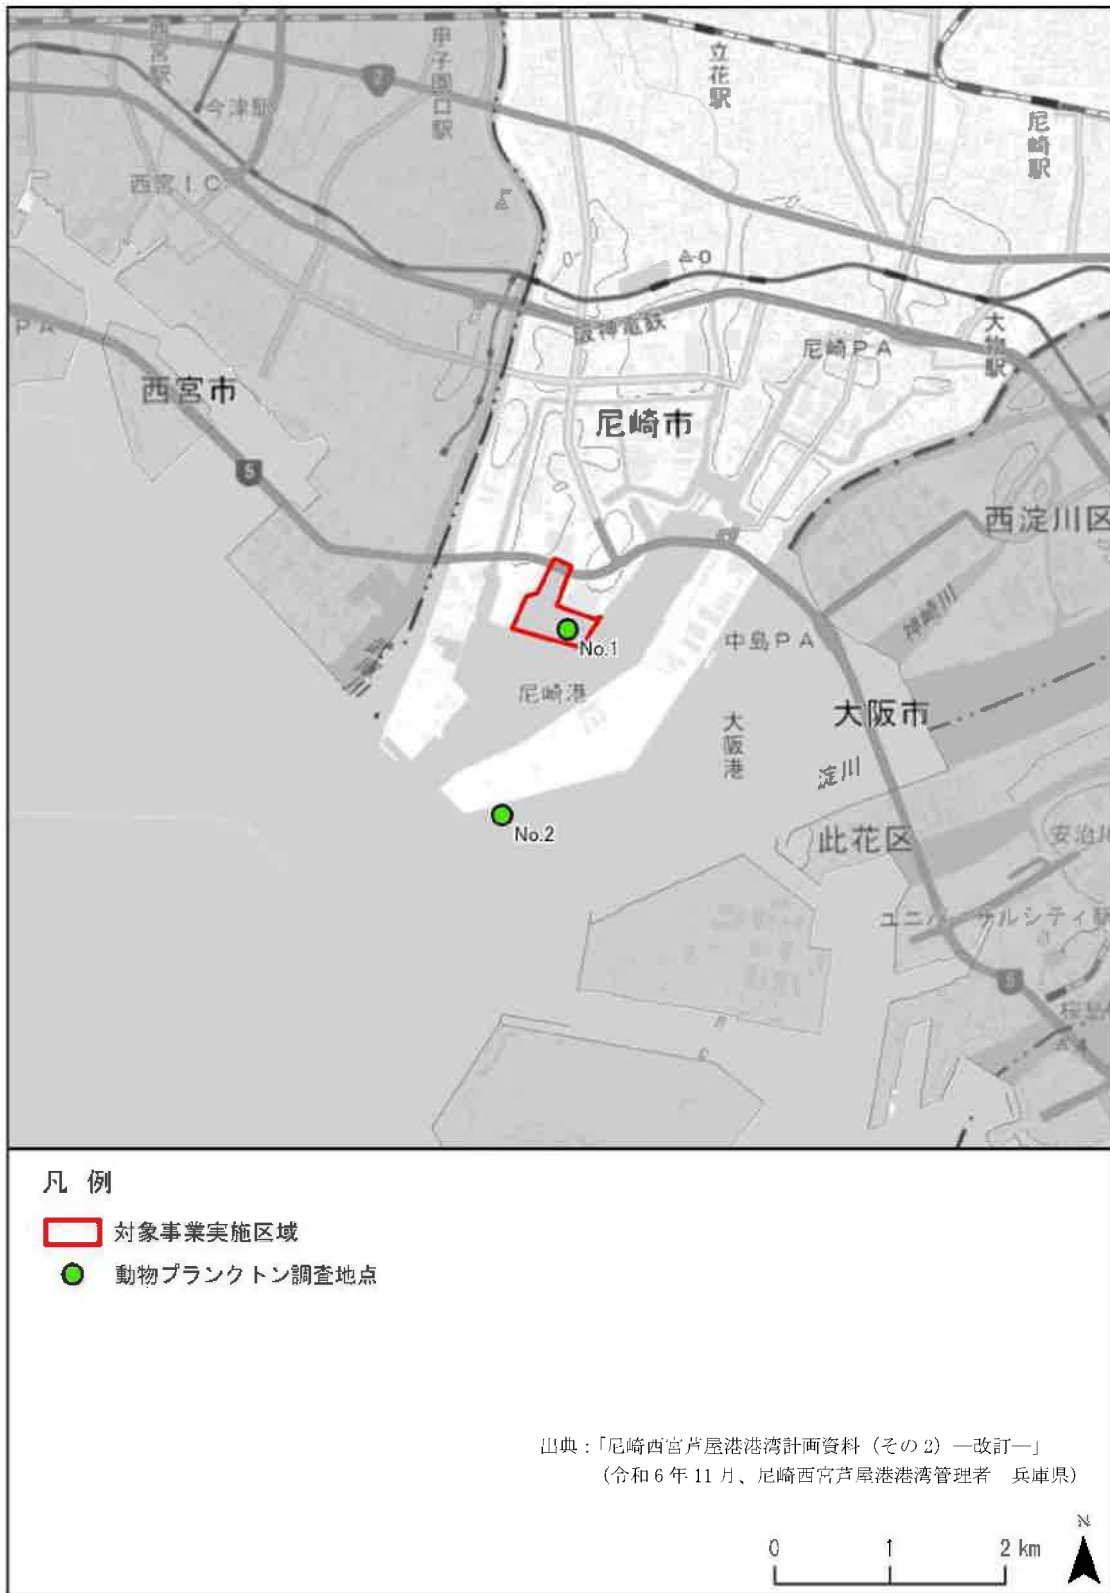 西宮駅
甲子園口駅
立花駅
尼崎駅
2
今津駅
西宮IC
阪神電鉄
尼崎PA
大物駅
PA
西宮市
尼崎市
5
西淀川区
神崎川
No.1
中島PA
武庫川
尼崎港
大阪港
大阪市
淀川
No.2
此花区
安治川
ユニバーサルシティ駅
5
凡 例
対象事業実施区域
動物プランクトン調査地点
出典:「尼崎西宮芦屋港港湾計画資料(その2)―改訂―」
(令和6年11月、尼崎西宮芦屋港港湾管理者 兵庫県)
N
0 1 2 km